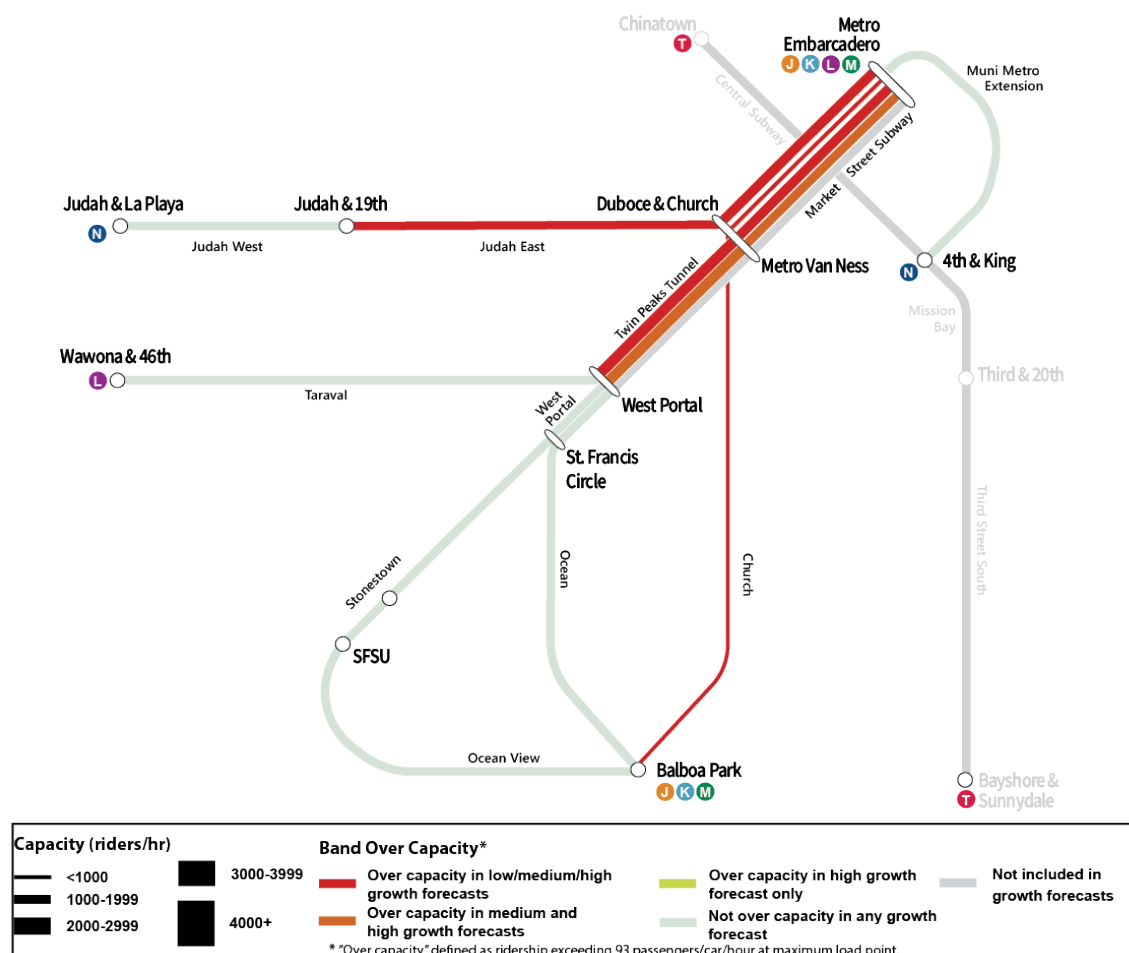 Chinatown
T
Metro
Embarcadero
J K L M
Muni Metro
Extension
Central Subway
Market Street Subway
Judah & La Playa
N
Judah & 19th
Duboce & Church
Judah West
Judah East
Metro Van Ness
4th & King
N
Twin Peaks Tunnel
Mission
Bay
Wawona & 46th
L
Taraval
Third & 20th
West
Portal
West Portal
St. Francis
Circle
Stonestown
Ocean
Church
Third Street South
SFSU
Ocean View
Balboa Park
J K M
Bayshore &
Sunnydale
T
Capacity (riders/hr)
<1000
1000-1999
2000-2999
3000-3999
4000+
Band Over Capacity*
Over capacity in low/medium/high
growth forecasts
Over capacity in medium and
high growth forecasts
Over capacity in high growth
forecast only
Not over capacity in any growth
forecast
Not included in
growth forecasts
* "Over capacity" defined as ridership exceeding 93 passengers/car/hour at maximum load point.